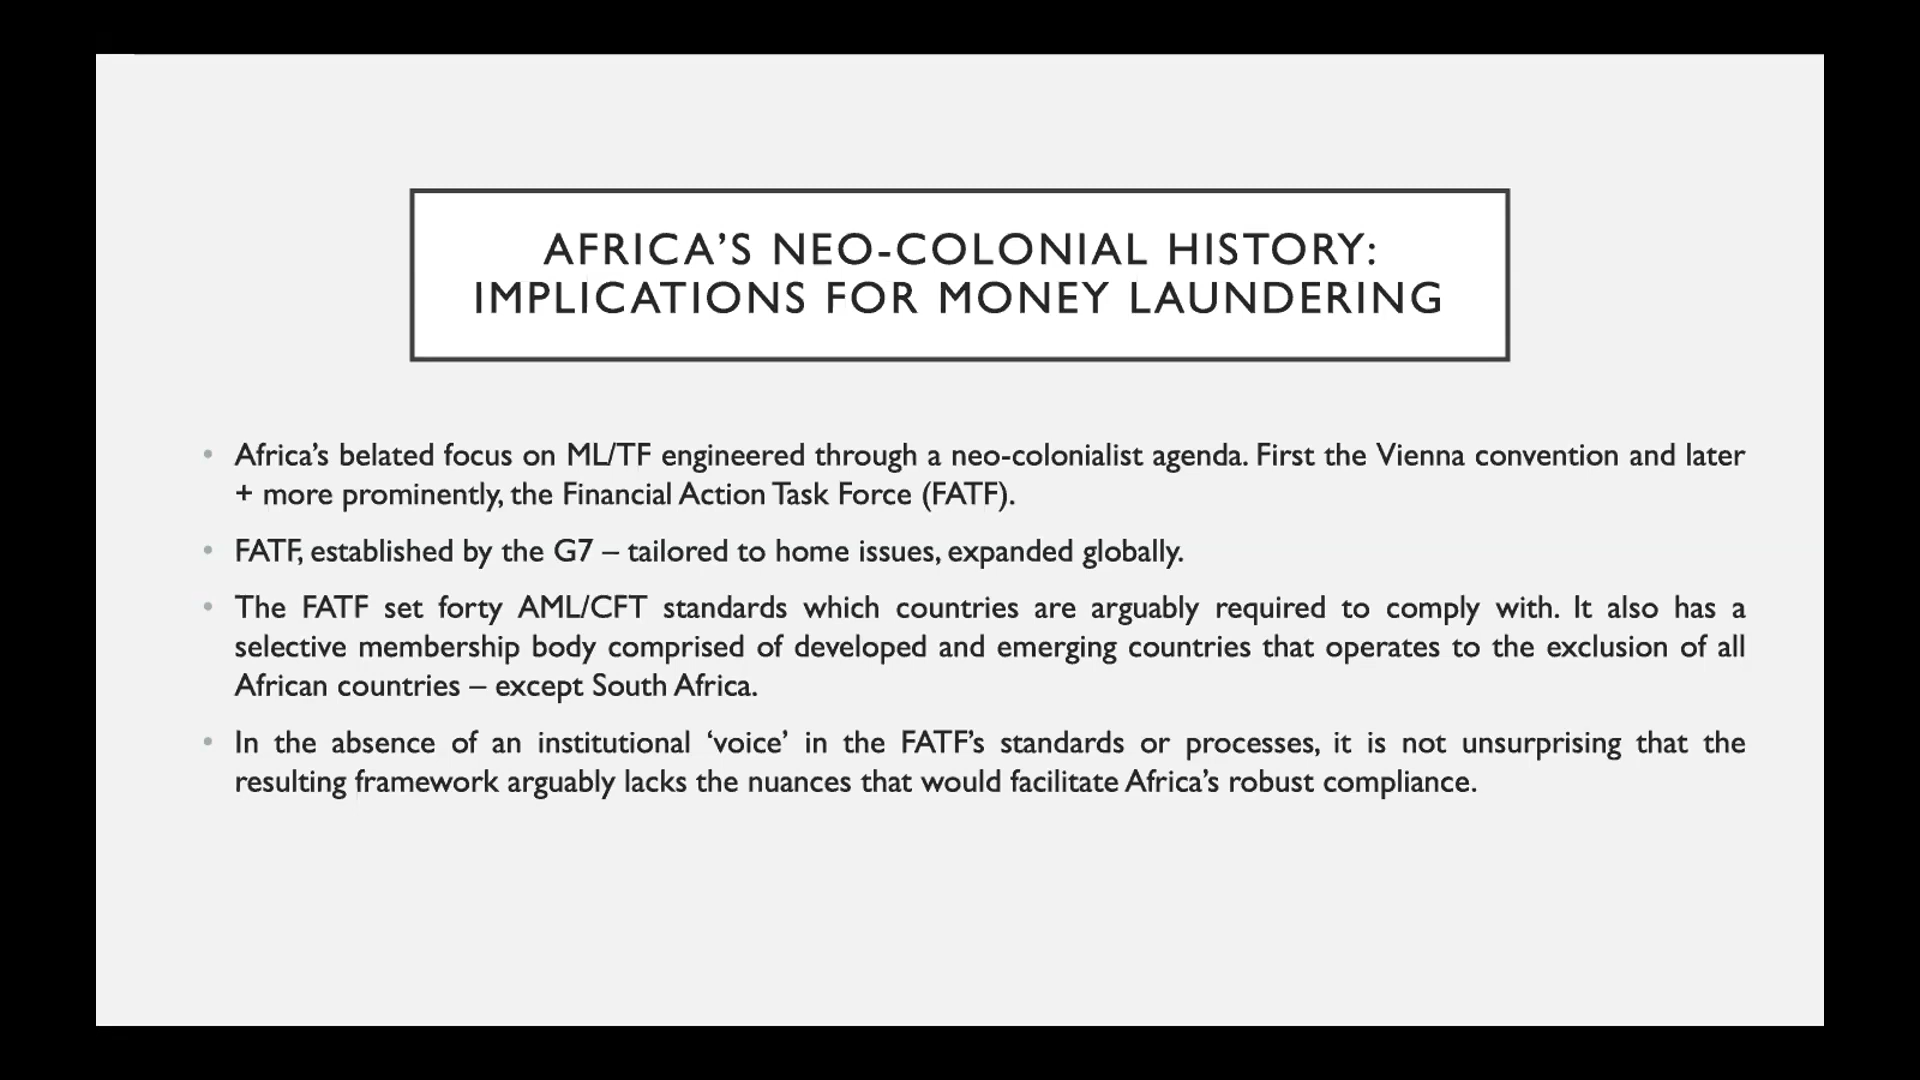 AFRICA’S NEO-COLONIAL HISTORY:
IMPLICATIONS FOR MONEY LAUNDERING
• Africa’s belated focus on ML/TF engineered through a neo-colonialist agenda. First the Vienna convention and later
+ more prominently, the Financial Action Task Force (FATF).
• FATF, established by the G7 – tailored to home issues, expanded globally.
• The FATF set forty AML/CFT standards which countries are arguably required to comply with. It also has a
selective membership body comprised of developed and emerging countries that operates to the exclusion of all
African countries – except South Africa.
• In the absence of an institutional ‘voice’ in the FATF’s standards or processes, it is not unsurprising that the
resulting framework arguably lacks the nuances that would facilitate Africa’s robust compliance.